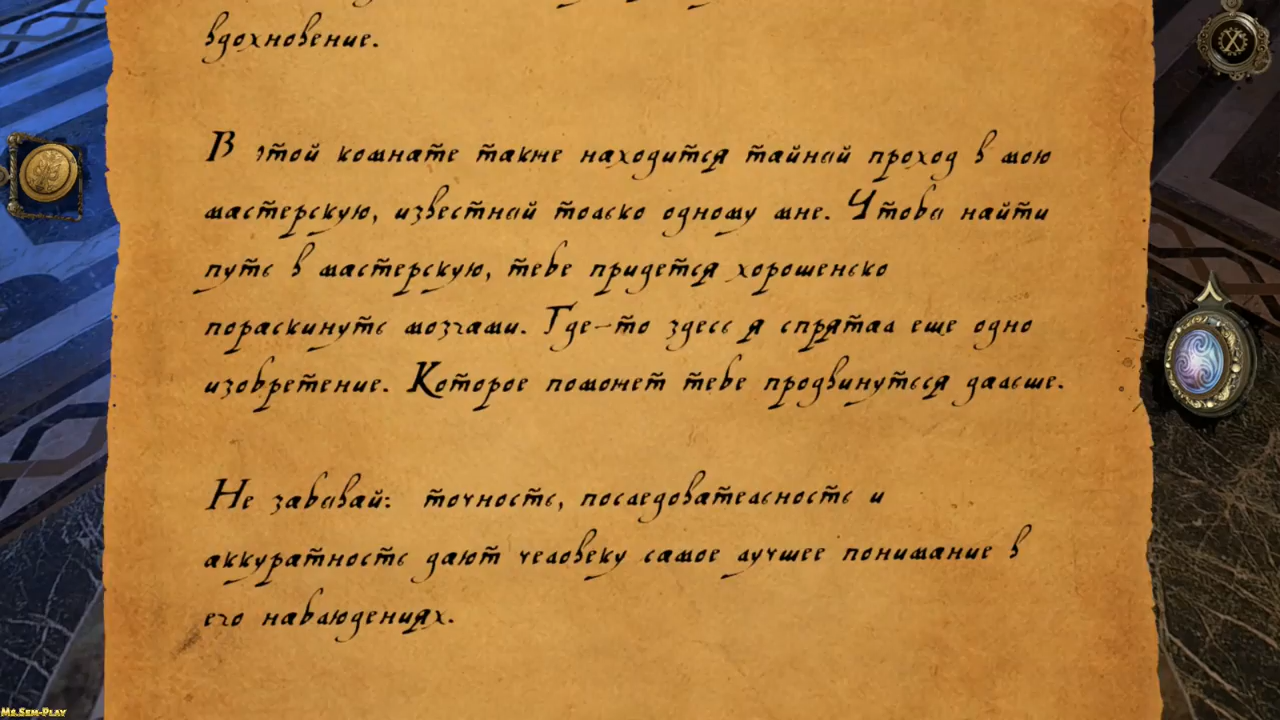 вдохновение.
В этой комнате также находится тайный проход в мою
мастерскую, известный только одному мне. Чтобы найти
путь в мастерскую, тебе придется хорошенько
пораскинуть мозгами. Где-то здесь я спрятал еще одно
изобретение. Которое поможет тебе продвинуться дальше.
Не забывай: точность, последовательность и
аккуратность дают человеку самое лучшее понимание в
его наблюдениях.
Mr.Sem-Play